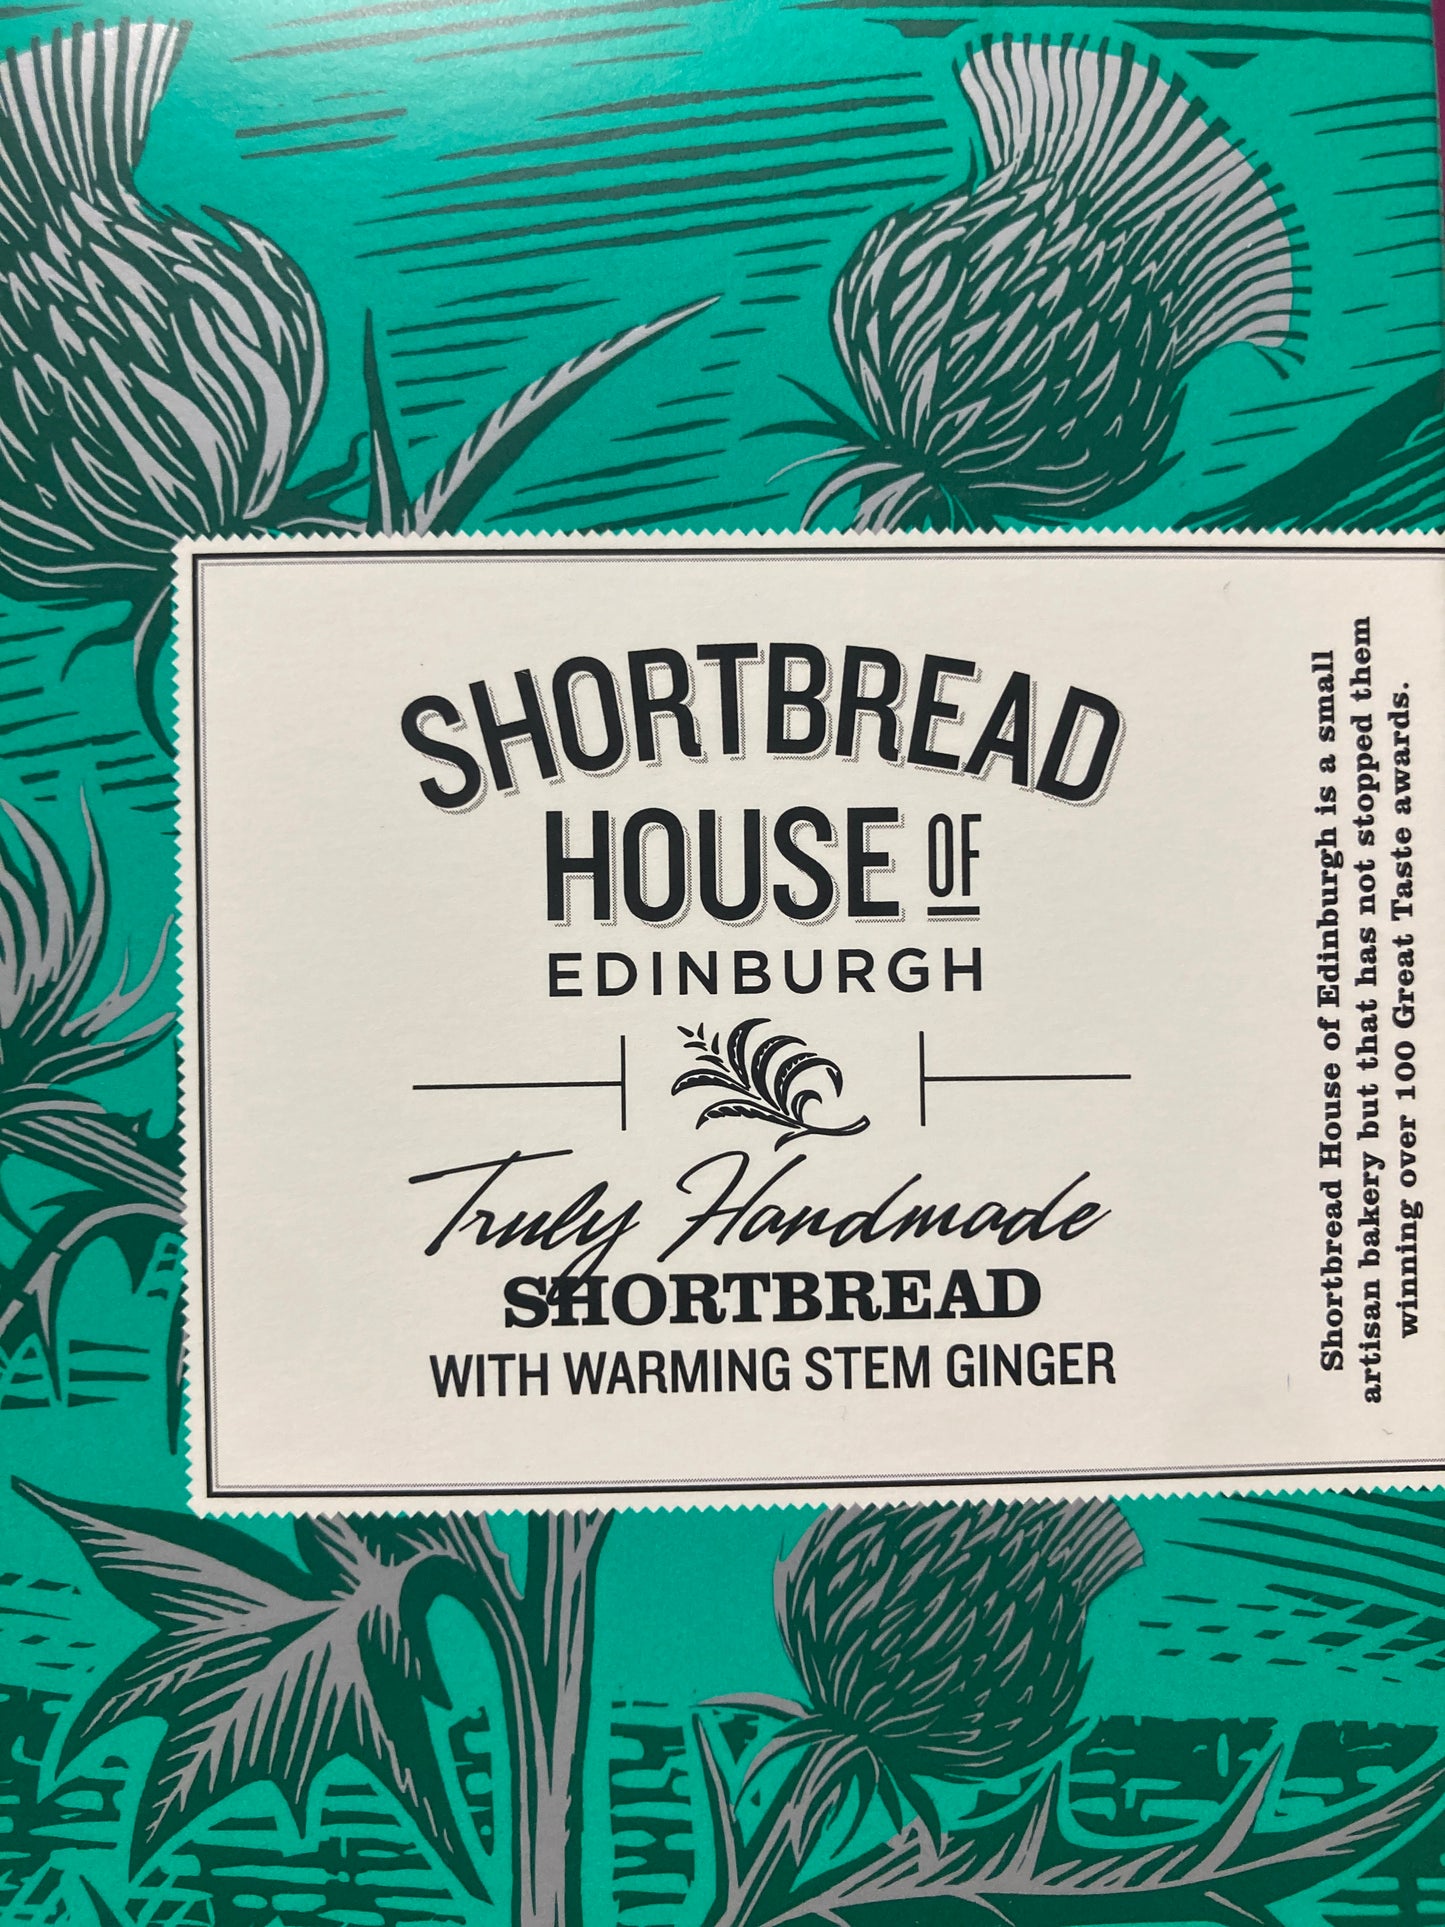 SHORTBREAD
HOUSE OF
EDINBURGH
Truly Handmade
SHORTBREAD
WITH WARMING STEM GINGER
Shortbread House of Edinburgh is a small
artisan bakery but that has not stopped them
winning over 100 Great Taste awards.